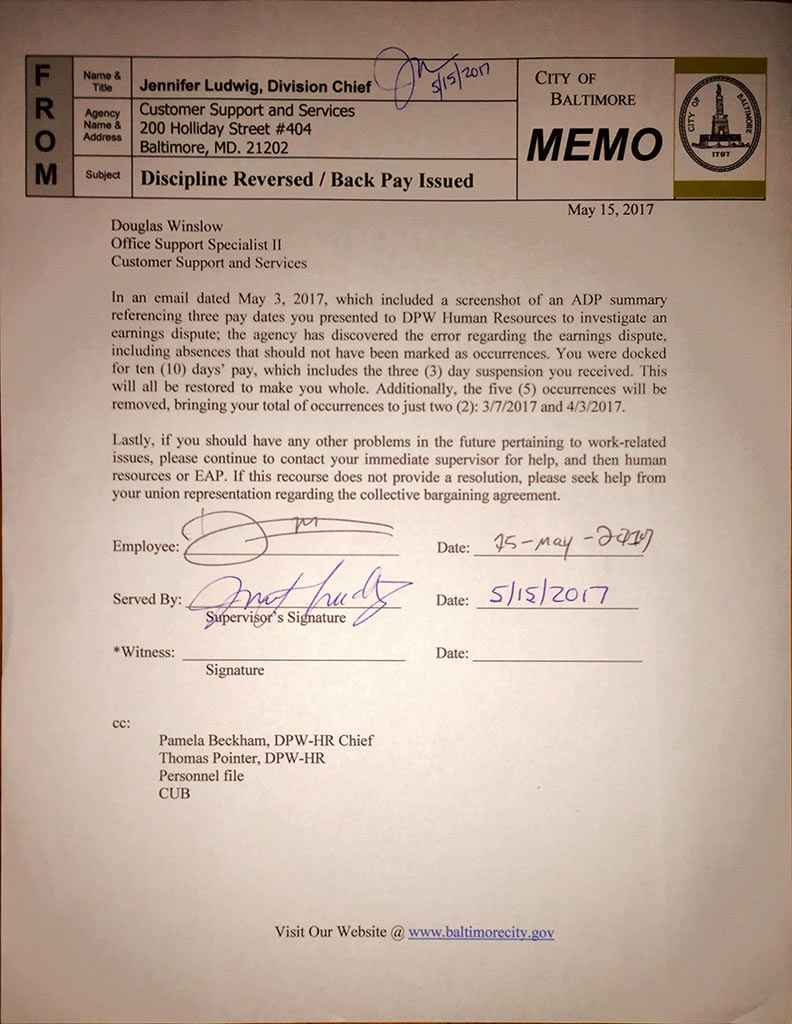 FROM
Name & Title
Jennifer Ludwig, Division Chief
5/15/2017
Agency Name & Address
Customer Support and Services
200 Holliday Street #404
Baltimore, MD. 21202
Subject
Discipline Reversed / Back Pay Issued
CITY OF
BALTIMORE
MEMO
CITY OF BALTIMORE
1797
May 15, 2017
Douglas Winslow
Office Support Specialist II
Customer Support and Services
In an email dated May 3, 2017, which included a screenshot of an ADP summary
referencing three pay dates you presented to DPW Human Resources to investigate an
earnings dispute; the agency has discovered the error regarding the earnings dispute,
including absences that should not have been marked as occurrences. You were docked
for ten (10) days' pay, which includes the three (3) day suspension you received. This
will all be restored to make you whole. Additionally, the five (5) occurrences will be
removed, bringing your total of occurrences to just two (2): 3/7/2017 and 4/3/2017.
Lastly, if you should have any other problems in the future pertaining to work-related
issues, please continue to contact your immediate supervisor for help, and then human
resources or EAP. If this recourse does not provide a resolution, please seek help from
your union representation regarding the collective bargaining agreement.
Employee:
Date: 15-May-2017
Served By:
Date: 5/15/2017
Supervisor's Signature
*Witness:
Date:
Signature
cc:
Pamela Beckham, DPW-HR Chief
Thomas Pointer, DPW-HR
Personnel file
CUB
Visit Our Website @ www.baltimorecity.gov